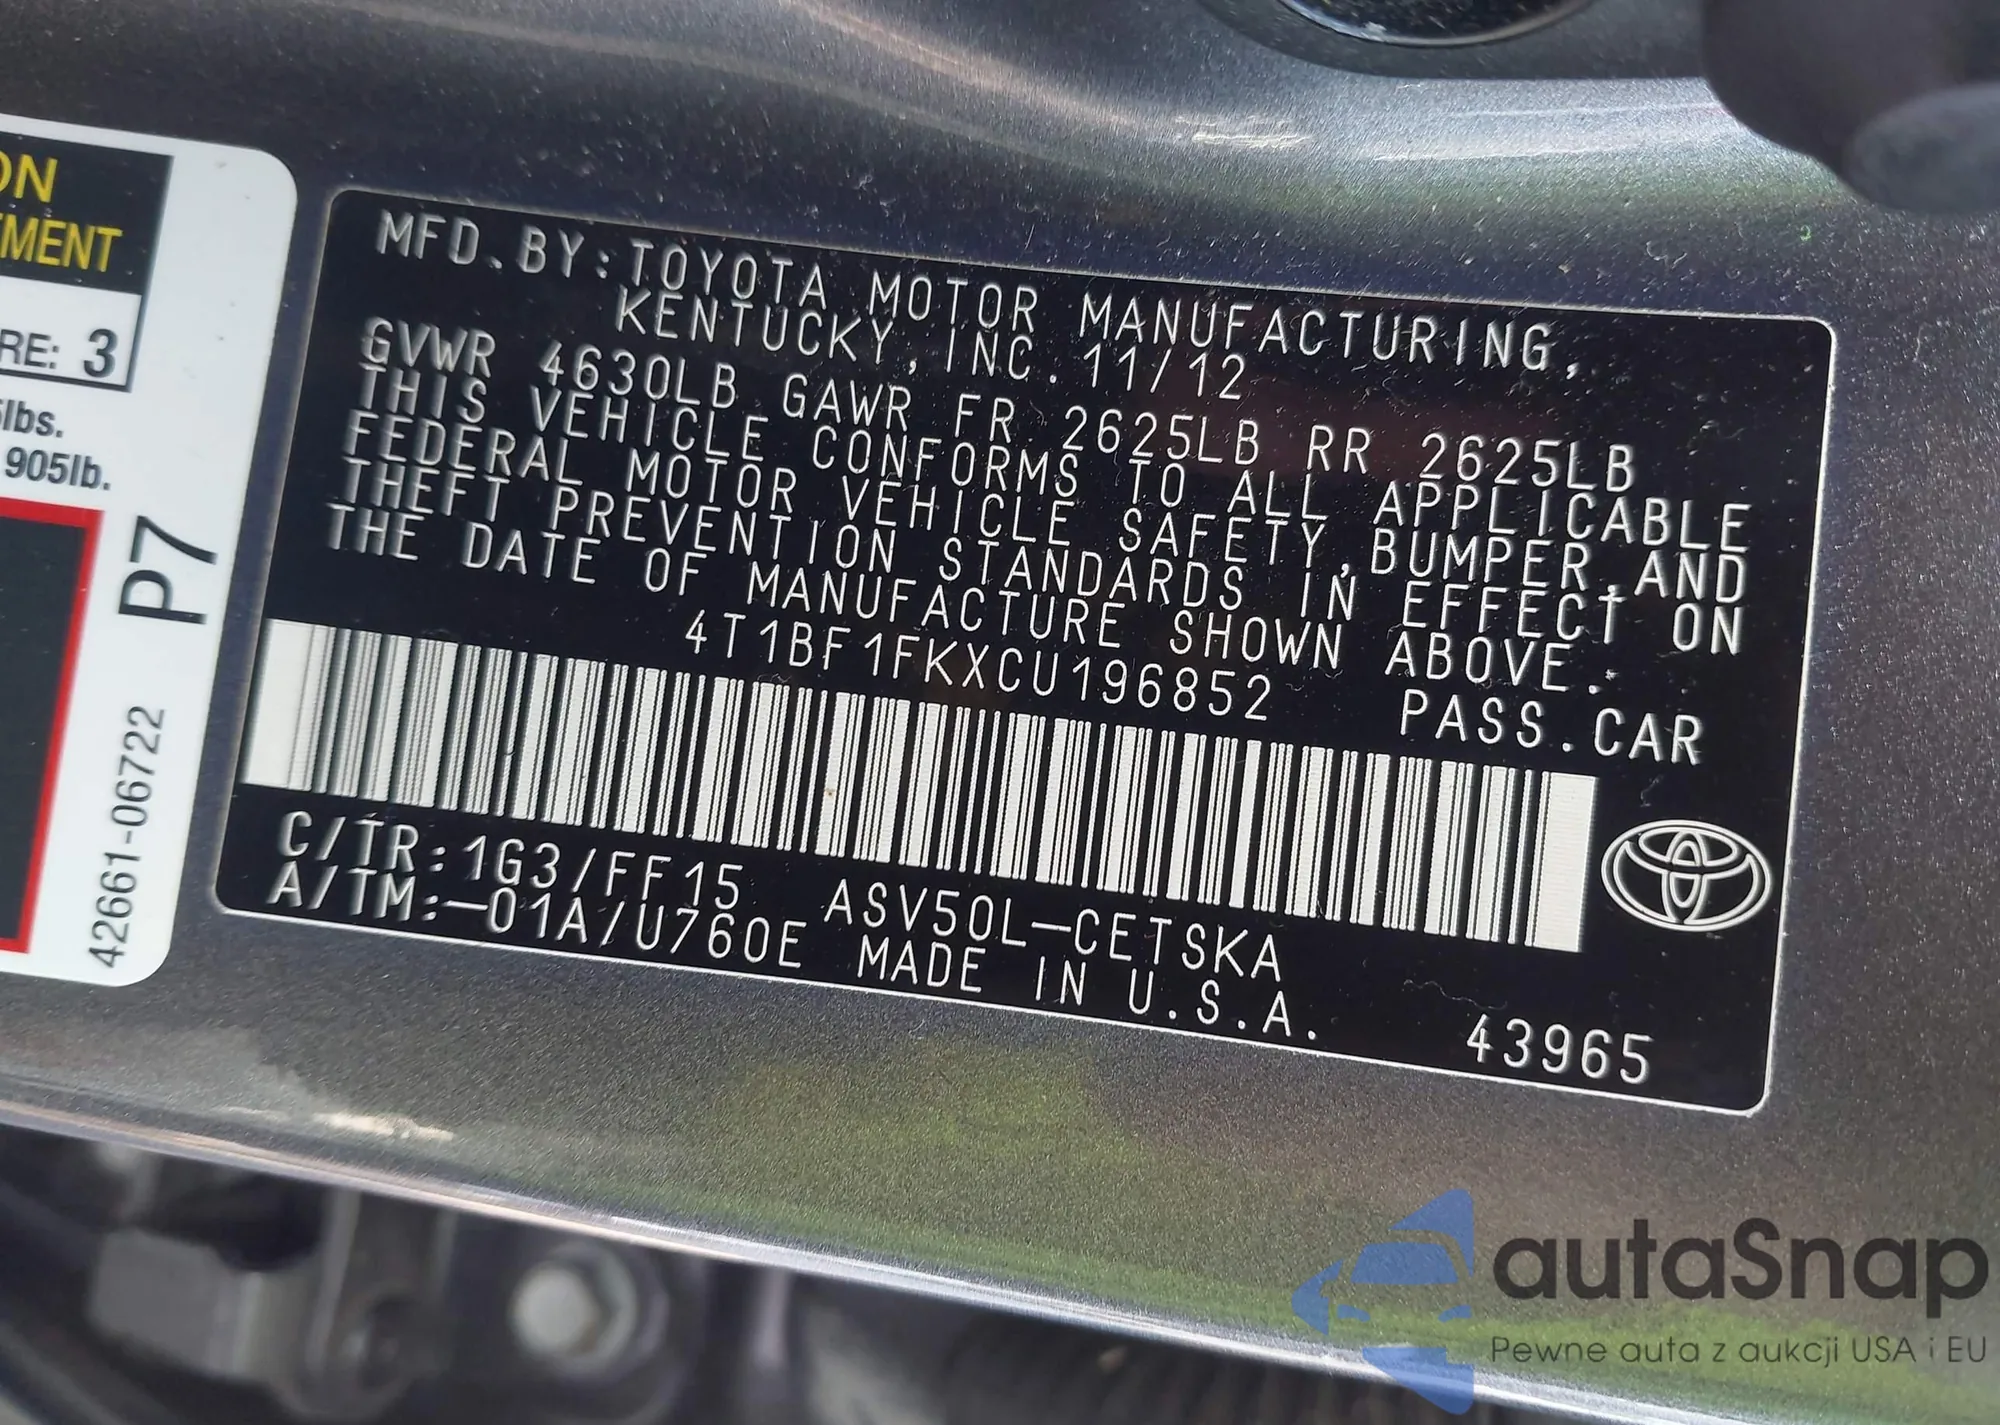 ON
EMENT
RE: 3
5lbs.
905lb.
P7
42661-06722
MFD.BY:TOYOTA MOTOR MANUFACTURING,
KENTUCKY,INC.11/12
GVWR 4630LB GAWR FR 2625LB RR 2625LB
THIS VEHICLE CONFORMS TO ALL APPLICABLE
FEDERAL MOTOR VEHICLE SAFETY,BUMPER,AND
THEFT PREVENTION STANDARDS IN EFFECT ON
THE DATE OF MANUFACTURE SHOWN ABOVE.
4T1BF1FKXCU196852 PASS.CAR
C/TR:1G3/FF15 ASV50L-CETSKA
A/TM:-01A/U760E MADE IN U.S.A.
43965
autaSnap
Pewne auta z aukcji USA i EU